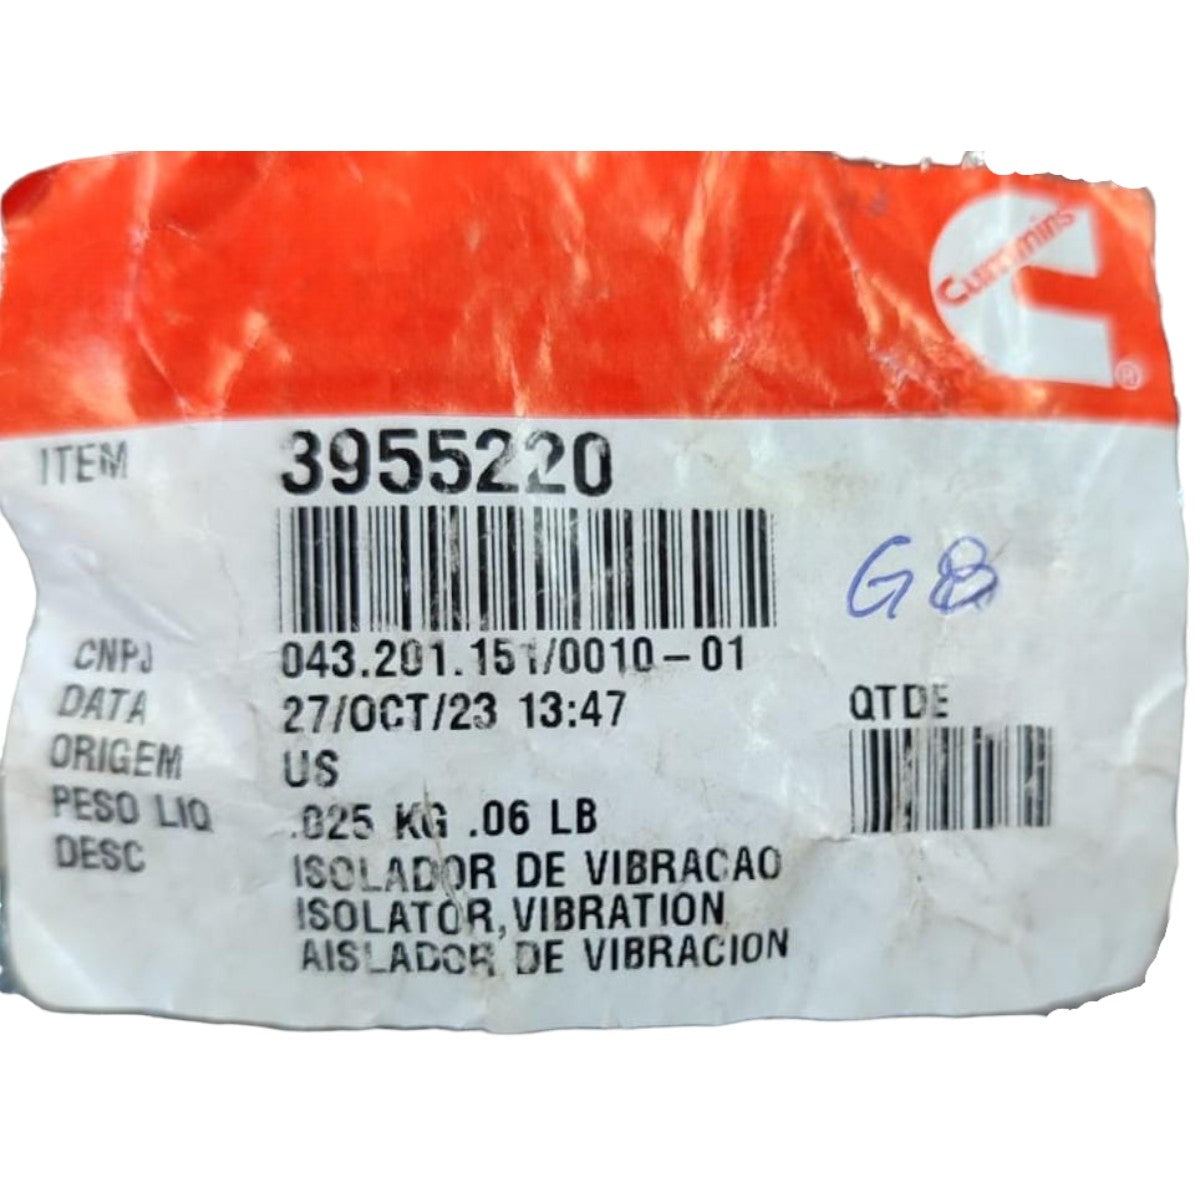 Cummins
®
ITEM 3955220
G8
CNPJ 043.201.151/0010-01
DATA 27/OCT/23 13:47
QTDE
ORIGEM US
PESO LIQ .025 KG .06 LB
DESC ISOLADOR DE VIBRACAO
ISOLATOR,VIBRATION
AISLADOR DE VIBRACION